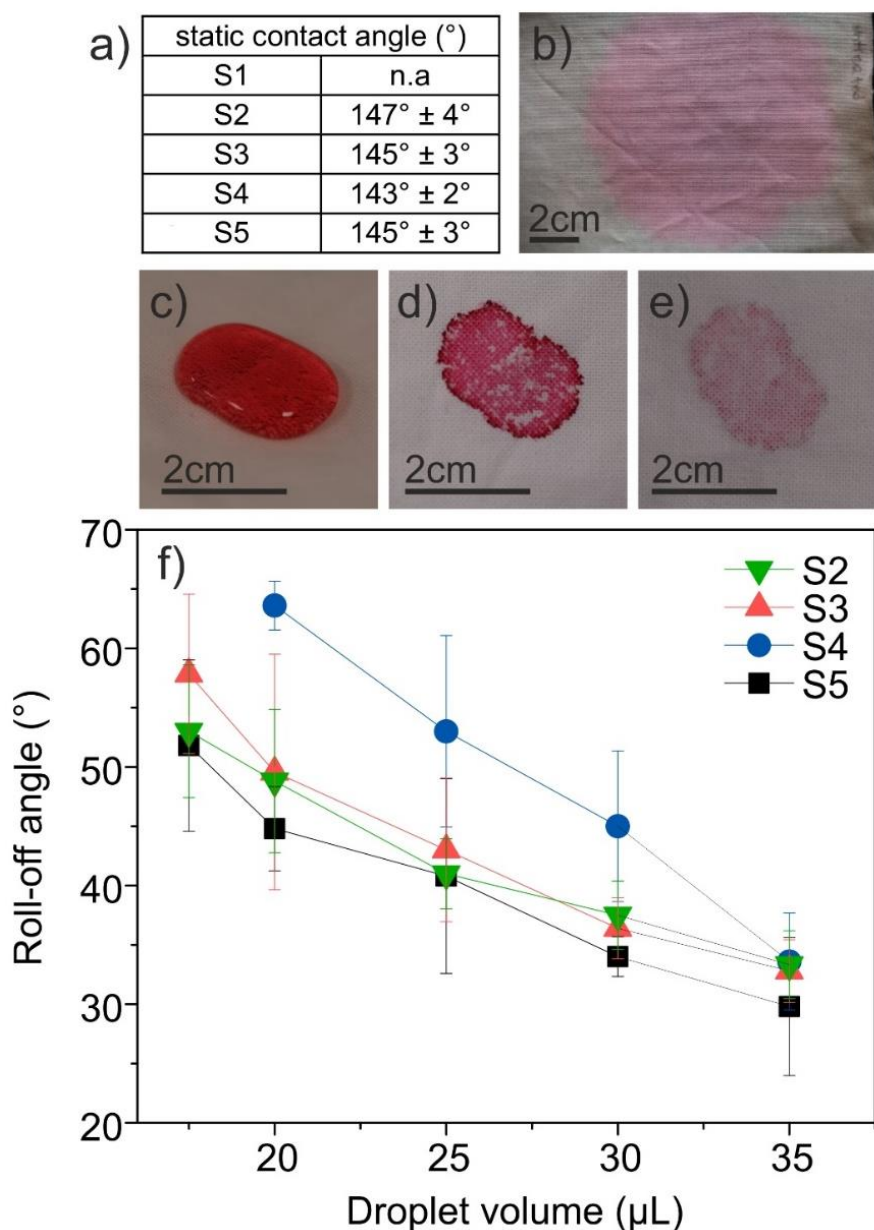 a)
static contact angle (°)
S1 n.a
S2 147° ± 4°
S3 145° ± 3°
S4 143° ± 2°
S5 145° ± 3°
b)
2cm
c)
2cm
d)
2cm
e)
2cm
f)
S2
S3
S4
S5
70
60
50
40
30
20
Roll-off angle (°)
20 25 30 35
Droplet volume (µL)